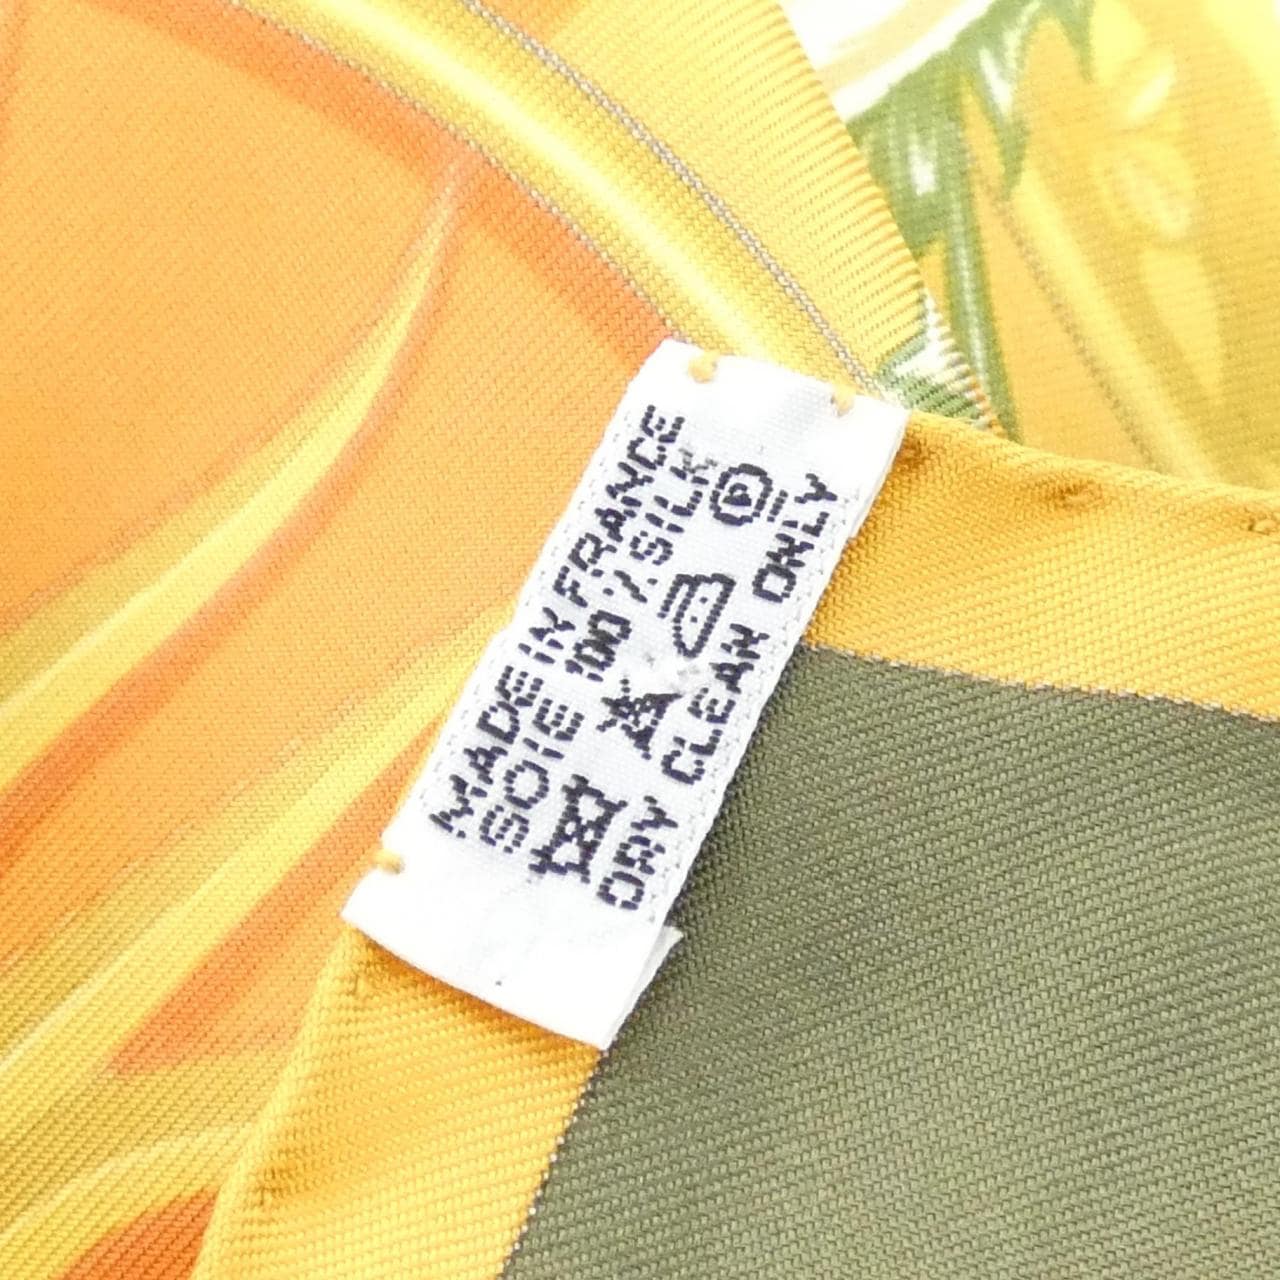 MADE IN FRANCE
SOIE 100 % SILK
P
DRY CLEAN ONLY